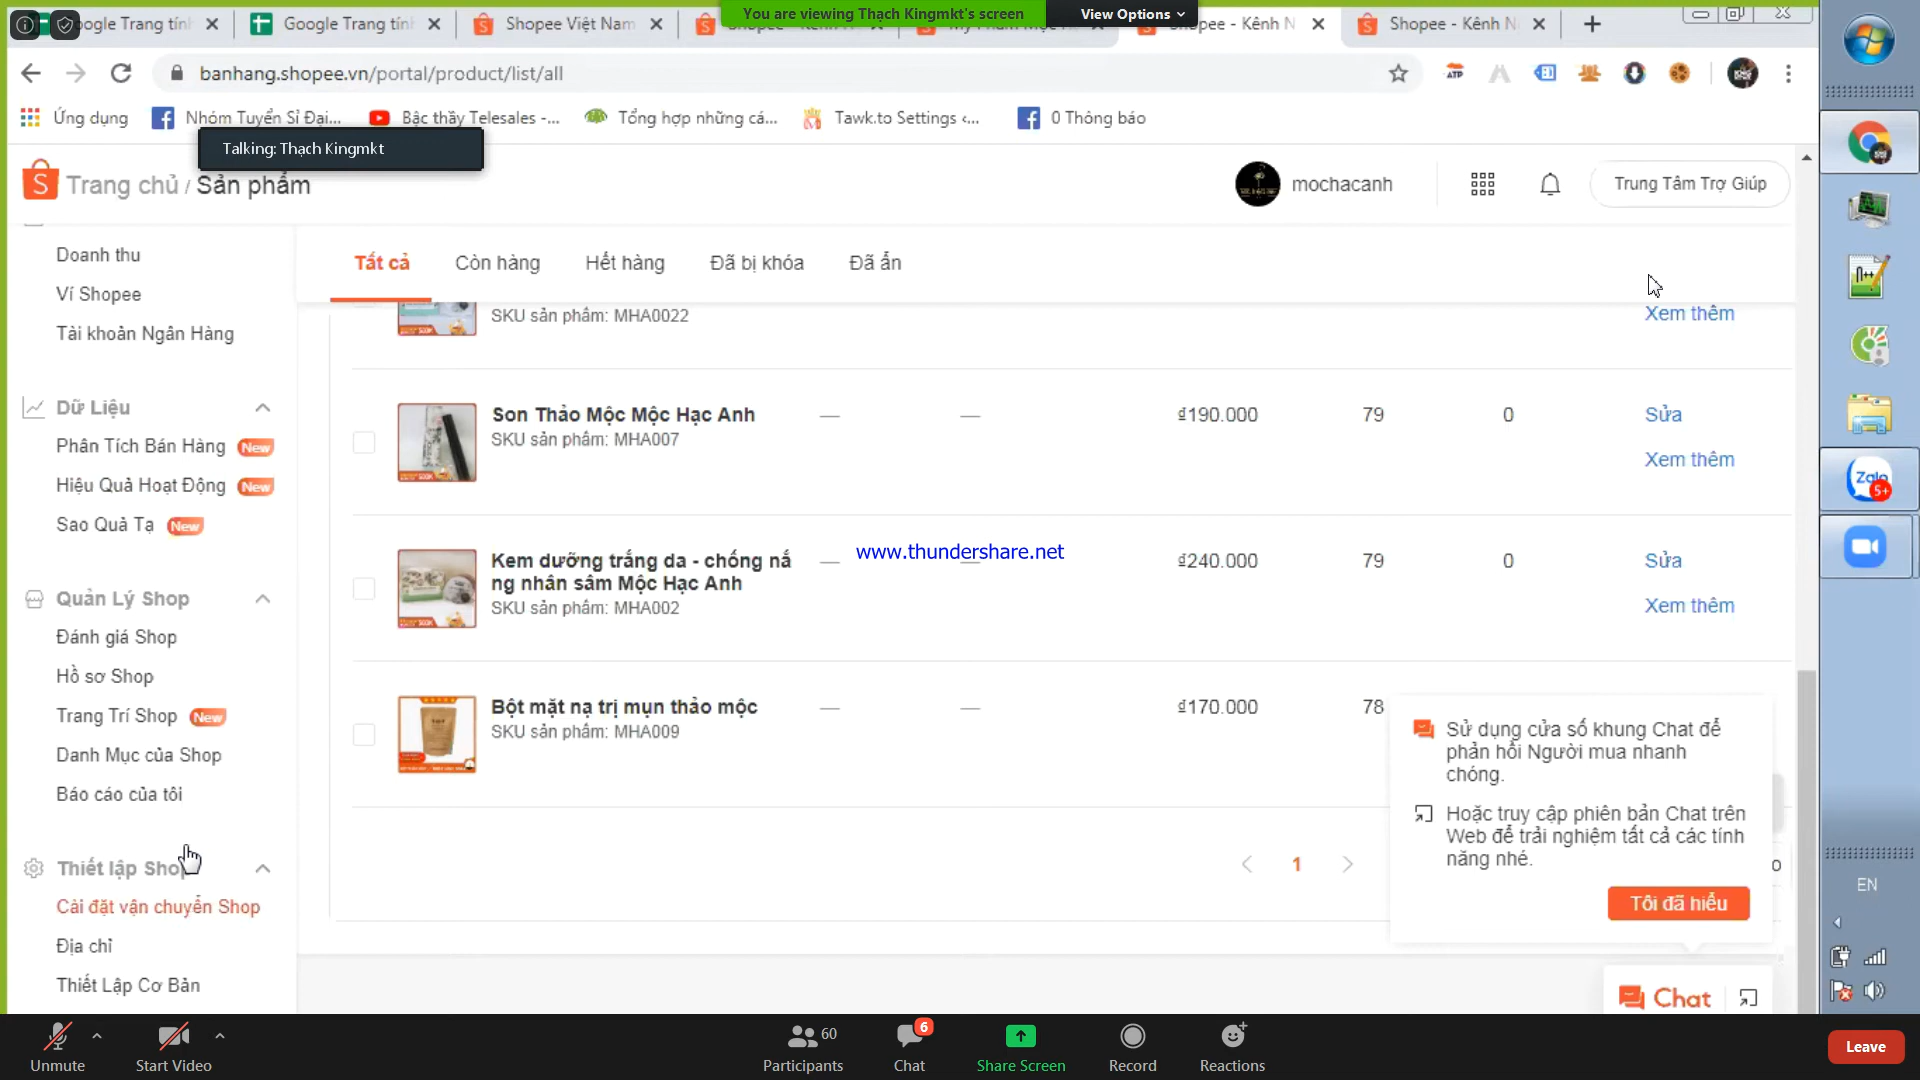 You are viewing Thạch Kingmkt's screen
View Options
Google Trang tín
Shopee Việt Nam
Shopee - Kênh N
Shopee - Kênh N
banhang.shopee.vn/portal/product/list/all
Ứng dụng
Nhóm Tuyển Sỉ Đại...
Bậc thầy Telesales -...
Tổng hợp những cá...
Tawk.to Settings <...
0 Thông báo
Talking: Thạch Kingmkt
Trang chủ / Sản phẩm
mochacanh
Trung Tâm Trợ Giúp
Doanh thu
Ví Shopee
Tài khoản Ngân Hàng
Dữ Liệu
Phân Tích Bán Hàng New
Hiệu Quả Hoạt Động New
Sao Quả Tạ New
Quản Lý Shop
Đánh giá Shop
Hồ sơ Shop
Trang Trí Shop New
Danh Mục của Shop
Báo cáo của tôi
Thiết lập Shop
Cài đặt vận chuyển Shop
Địa chỉ
Thiết Lập Cơ Bản
Tất cả
Còn hàng
Hết hàng
Đã bị khóa
Đã ẩn
SKU sản phẩm: MHA0022
Xem thêm
Son Thảo Mộc Mộc Hạc Anh
SKU sản phẩm: MHA007
— — ₫190.000 79 0 Sửa
Xem thêm
Kem dưỡng trắng da - chống nắ
ng nhân sâm Mộc Hạc Anh
SKU sản phẩm: MHA002
— — ₫240.000 79 0 Sửa
Xem thêm
www.thundershare.net
Bột mặt nạ trị mụn thảo mộc
SKU sản phẩm: MHA009
— — ₫170.000 78
1
Sử dụng cửa sổ khung Chat để
phản hồi Người mua nhanh
chóng.
Hoặc truy cập phiên bản Chat trên
Web để trải nghiệm tất cả các tính
năng nhé.
Tôi đã hiểu
Chat
ATP
Zalo
5+
EN
Unmute
Start Video
60
Participants
6
Chat
Share Screen
Record
Reactions
Leave